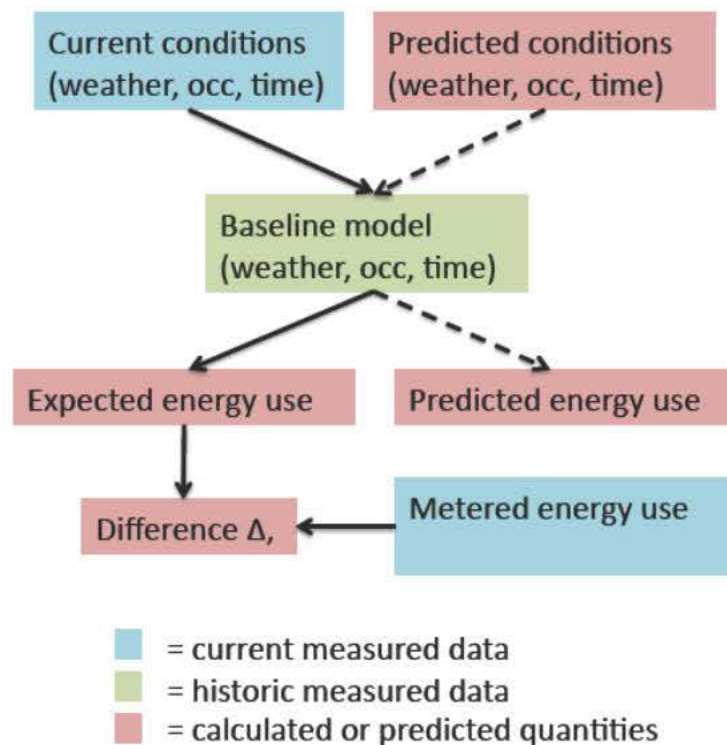 Current conditions
(weather, occ, time)
Predicted conditions
(weather, occ, time)
Baseline model
(weather, occ, time)
Expected energy use
Predicted energy use
Difference Δ,
Metered energy use
= current measured data
= historic measured data
= calculated or predicted quantities